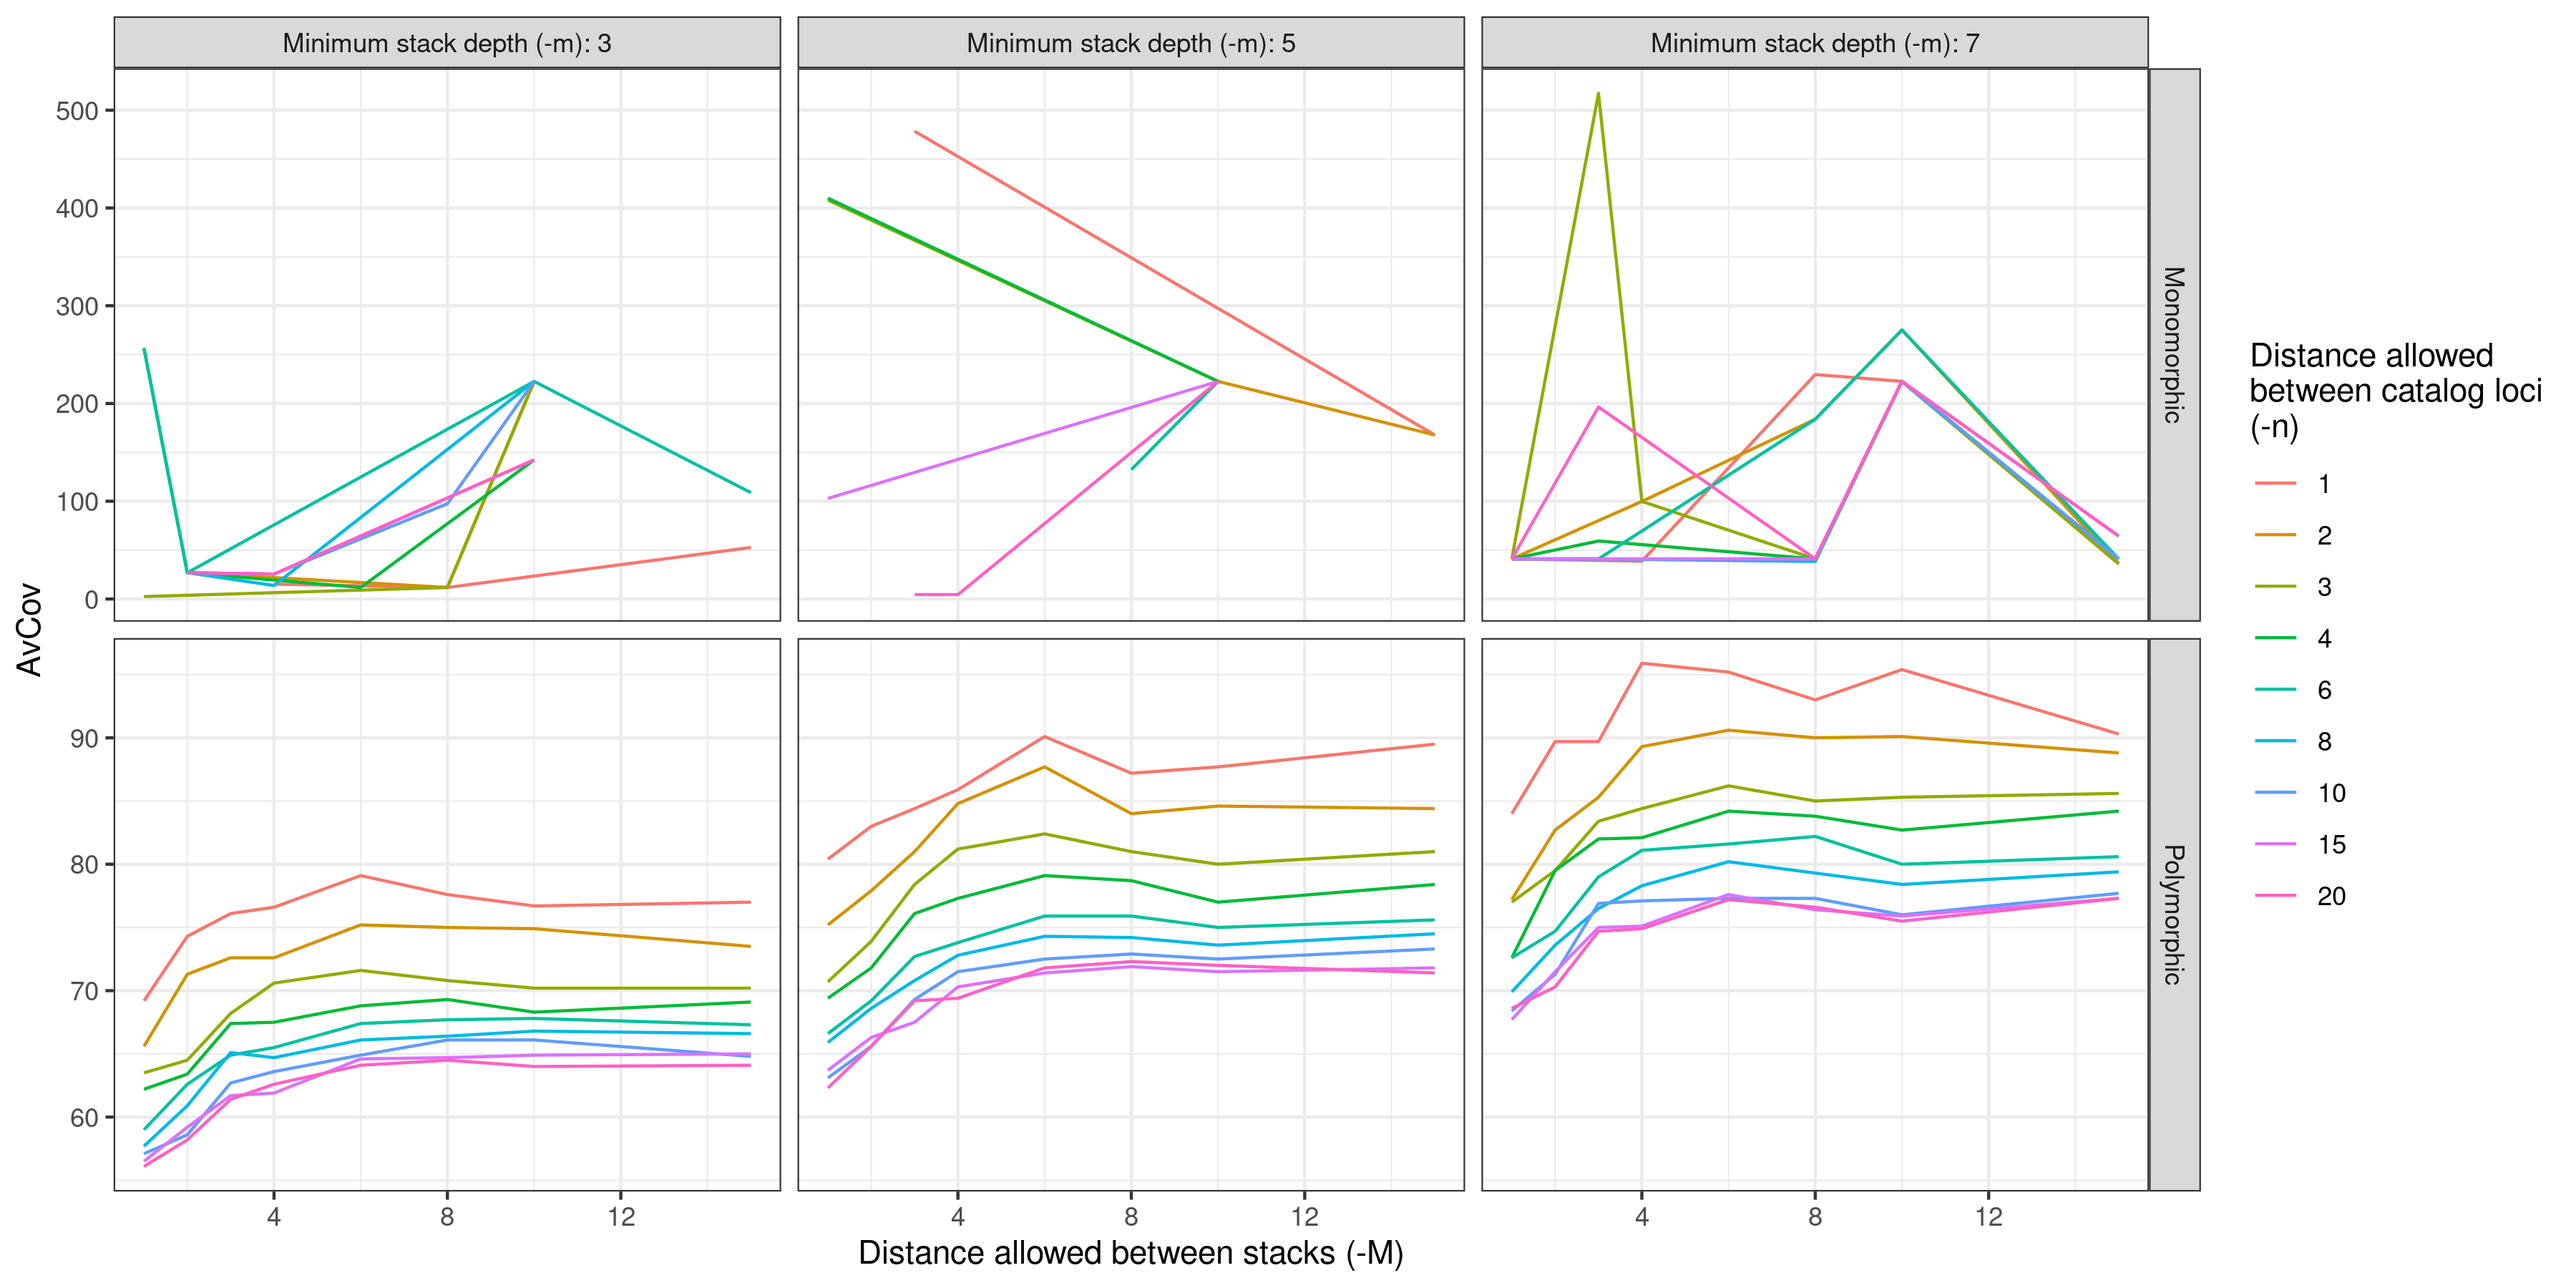 Minimum stack depth (-m): 3
Minimum stack depth (-m): 5
Minimum stack depth (-m): 7
500
400
300
200
100
0
Monomorphic
AvCov
90
80
70
60
Polymorphic
4
8
12
4
8
12
4
8
12
Distance allowed between stacks (-M)
Distance allowed
between catalog loci
(-n)
1
2
3
4
6
8
10
15
20